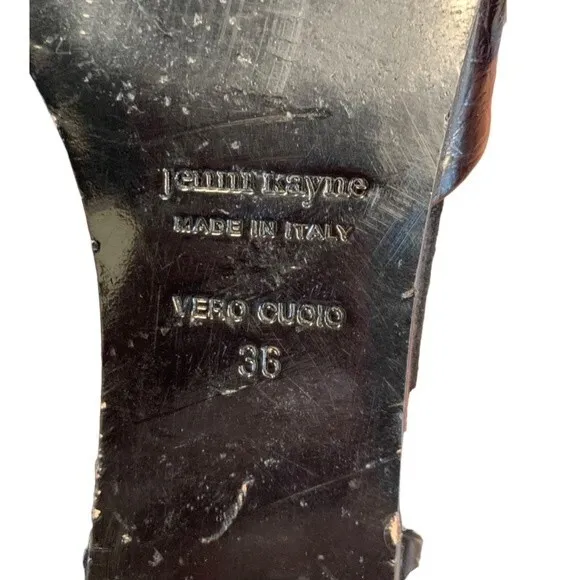 jenni kayne
MADE IN ITALY
VERO CUOIO
36